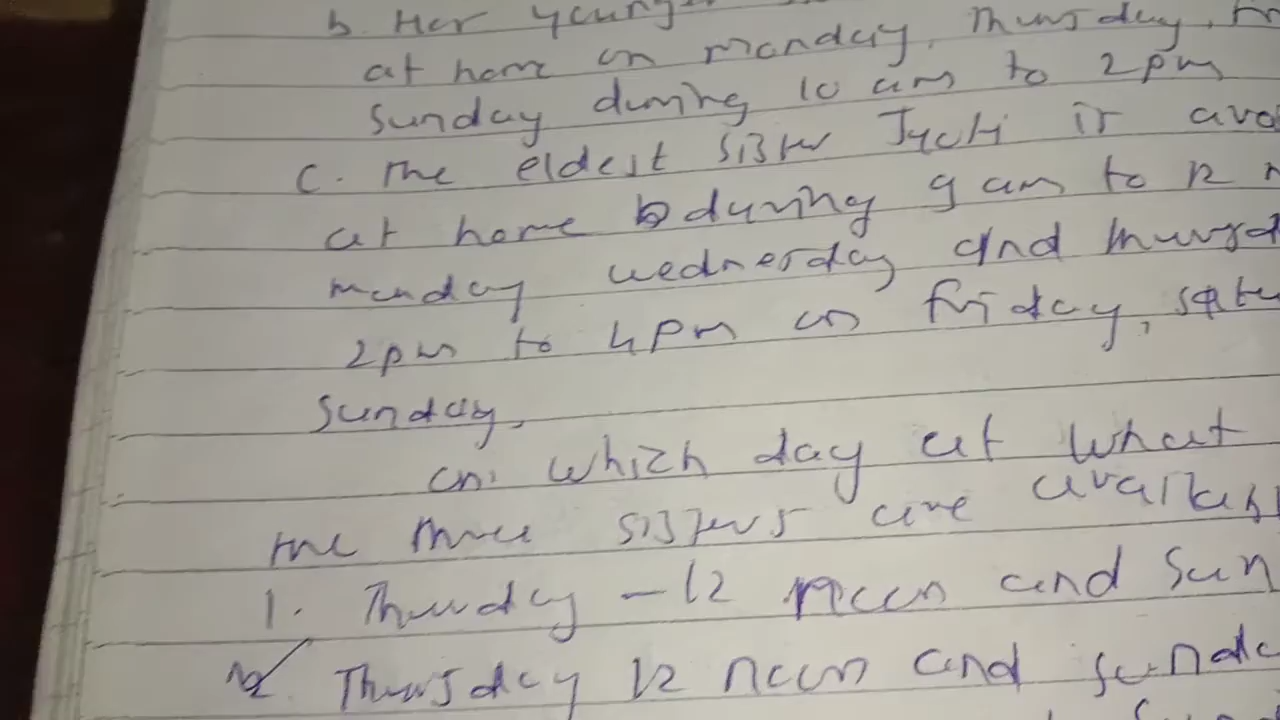 b. Her young
at home on monday, Thursday,
Sunday during 10 am to 2pm
C. The eldest sister Jyoti is
at home during 9 am to 12
monday wednesday and
2pm to 4pm on friday,
Sunday.
on. which day at what
the three sisters are
1. Thursday - 12 noon and Sun
2. Thursday 12 noon and Sunda